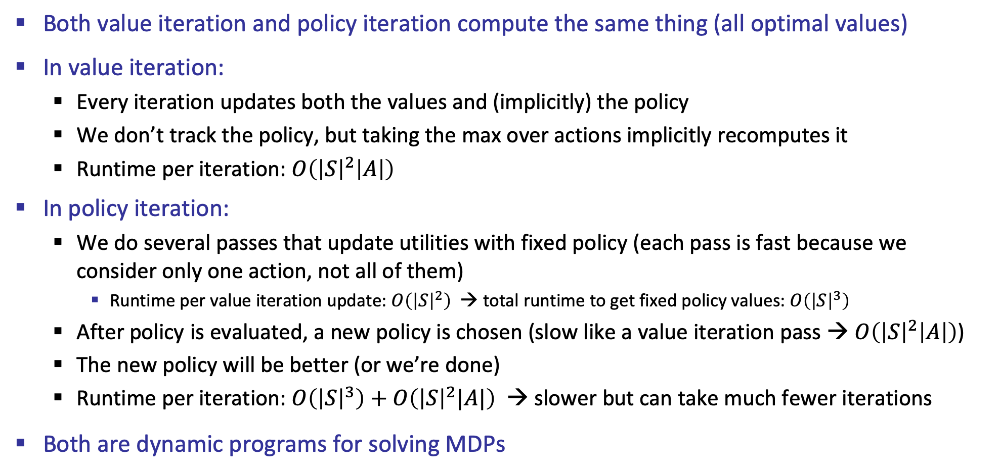 ▪ Both value iteration and policy iteration compute the same thing (all optimal values)
▪ In value iteration:
▪ Every iteration updates both the values and (implicitly) the policy
▪ We don’t track the policy, but taking the max over actions implicitly recomputes it
▪ Runtime per iteration: O(|S|²|A|)
▪ In policy iteration:
▪ We do several passes that update utilities with fixed policy (each pass is fast because we
consider only one action, not all of them)
▪ Runtime per value iteration update: O(|S|²) → total runtime to get fixed policy values: O(|S|³)
▪ After policy is evaluated, a new policy is chosen (slow like a value iteration pass → O(|S|²|A|))
▪ The new policy will be better (or we’re done)
▪ Runtime per iteration: O(|S|³) + O(|S|²|A|) → slower but can take much fewer iterations
▪ Both are dynamic programs for solving MDPs